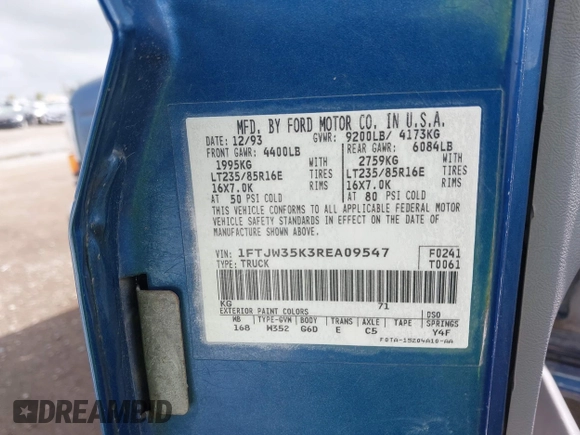 MFD. BY FORD MOTOR CO. IN U.S.A.
DATE: 12/93 GVWR: 9200LB/ 4173KG
FRONT GAWR: 4400LB REAR GAWR: 6084LB
1995KG WITH 2759KG WITH
LT235/85R16E TIRES LT235/85R16E TIRES
16X7.0K RIMS 16X7.0K RIMS
AT 50 PSI COLD AT 80 PSI COLD
THIS VEHICLE CONFORMS TO ALL APPLICABLE FEDERAL MOTOR
VEHICLE SAFETY STANDARDS IN EFFECT ON THE DATE OF
MANUFACTURE SHOWN ABOVE.
VIN: 1FTJW35K3REA09547 F0241
TYPE: TRUCK T0061
KG 71
EXTERIOR PAINT COLORS DSO
WB TYPE-GVW BODY TRANS AXLE TAPE SPRINGS
168 W352 G6D E C5 Y4F
F0TA-15204A10-AA
DREAMBID